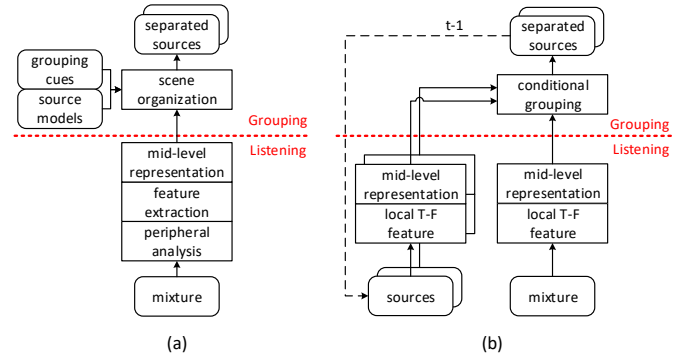 separated
sources
grouping
cues
source
models
scene
organization
Grouping
Listening
mid-level
representation
feature
extraction
peripheral
analysis
mixture
(a)
t-1
separated
sources
conditional
grouping
Grouping
Listening
mid-level
representation
local T-F
feature
sources
mid-level
representation
local T-F
feature
mixture
(b)